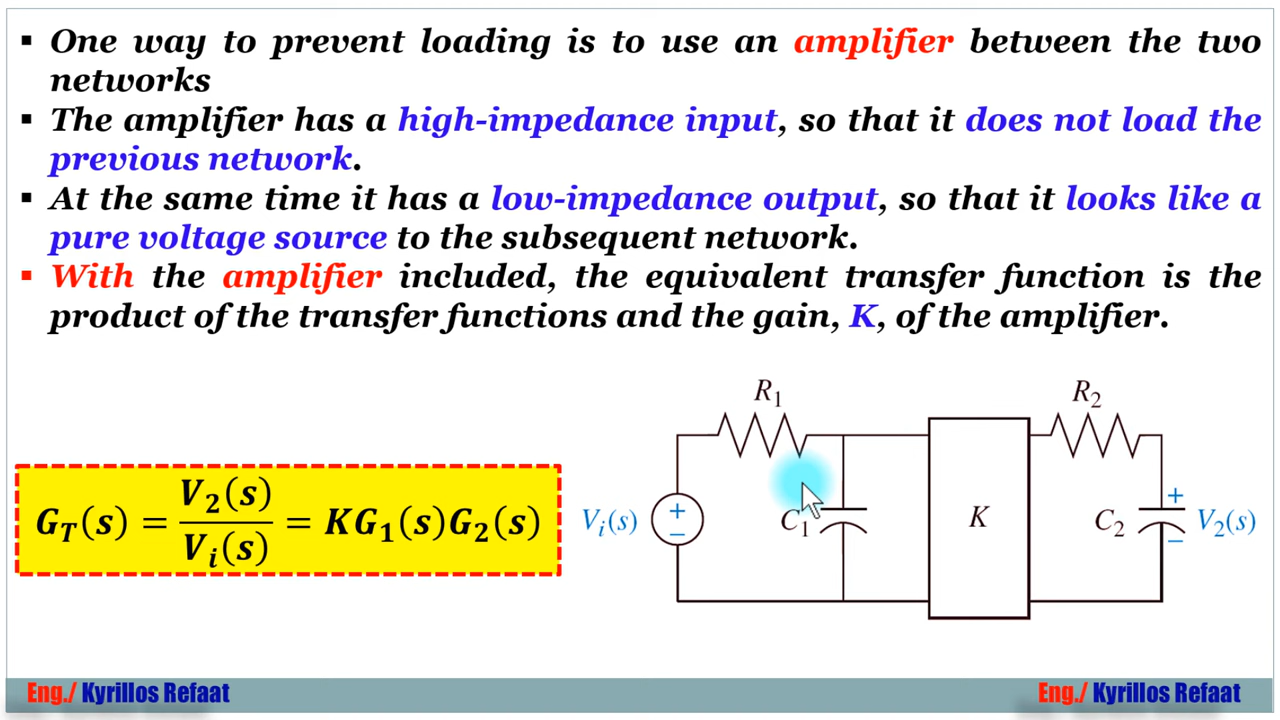 ▪ One way to prevent loading is to use an amplifier between the two
networks
▪ The amplifier has a high-impedance input, so that it does not load the
previous network.
▪ At the same time it has a low-impedance output, so that it looks like a
pure voltage source to the subsequent network.
▪ With the amplifier included, the equivalent transfer function is the
product of the transfer functions and the gain, K, of the amplifier.
R₁ R₂
G_T(s) = V₂(s)/Vᵢ(s) = KG₁(s)G₂(s)
Vᵢ(s) + − C₁ K C₂ + − V₂(s)
Eng./ Kyrillos Refaat Eng./ Kyrillos Refaat